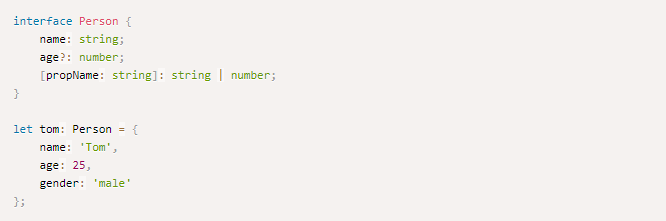 interface Person {
    name: string;
    age?: number;
    [propName: string]: string | number;
}

let tom: Person = {
    name: 'Tom',
    age: 25,
    gender: 'male'
};